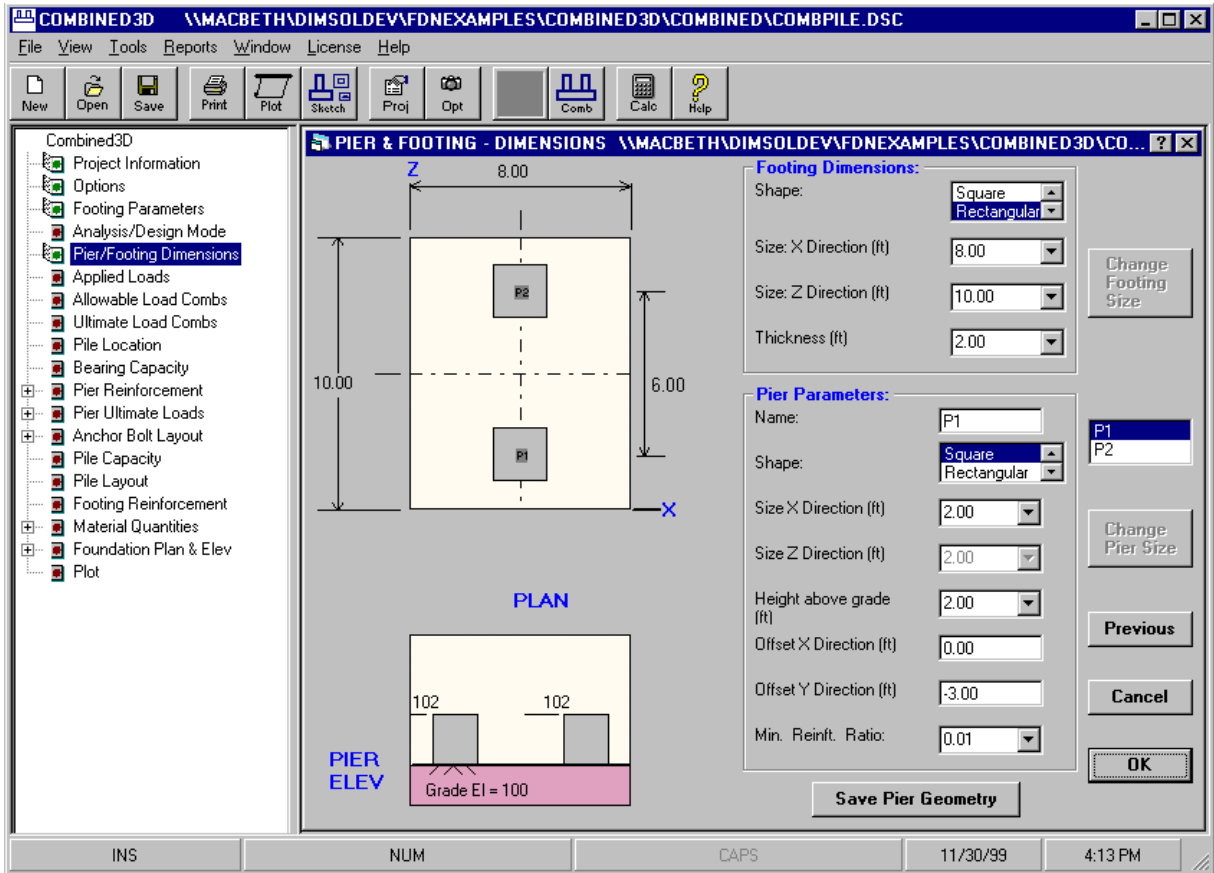 COMBINED3D \\MACBETH\DIMSOLDEV\FDNEXAMPLES\COMBINED3D\COMBINED\COMBPILE.DSC
File View Tools Reports Window License Help
New Open Save Print Plot Sketch Proj Opt Comb Calc Help
Combined3D
Project Information
Options
Footing Parameters
Analysis/Design Mode
Pier/Footing Dimensions
Applied Loads
Allowable Load Combs
Ultimate Load Combs
Pile Location
Bearing Capacity
Pier Reinforcement
Pier Ultimate Loads
Anchor Bolt Layout
Pile Capacity
Pile Layout
Footing Reinforcement
Material Quantities
Foundation Plan & Elev
Plot
PIER & FOOTING - DIMENSIONS \\MACBETH\DIMSOLDEV\FDNEXAMPLES\COMBINED3D\CO...
Z
8.00
P2
10.00
6.00
P1
X
PLAN
102
102
PIER
ELEV
Grade El = 100
Footing Dimensions:
Shape:
Square
Rectangular
Size: X Direction (ft)
8.00
Size: Z Direction (ft)
10.00
Thickness (ft)
2.00
Change
Footing
Size
Pier Parameters:
Name:
P1
Shape:
Square
Rectangular
Size X Direction (ft)
2.00
Size Z Direction (ft)
2.00
Height above grade
(ft)
2.00
Offset X Direction (ft)
0.00
Offset Y Direction (ft)
-3.00
Min. Reinft. Ratio:
0.01
P1
P2
Change
Pier Size
Previous
Cancel
OK
Save Pier Geometry
INS NUM CAPS 11/30/99 4:13 PM